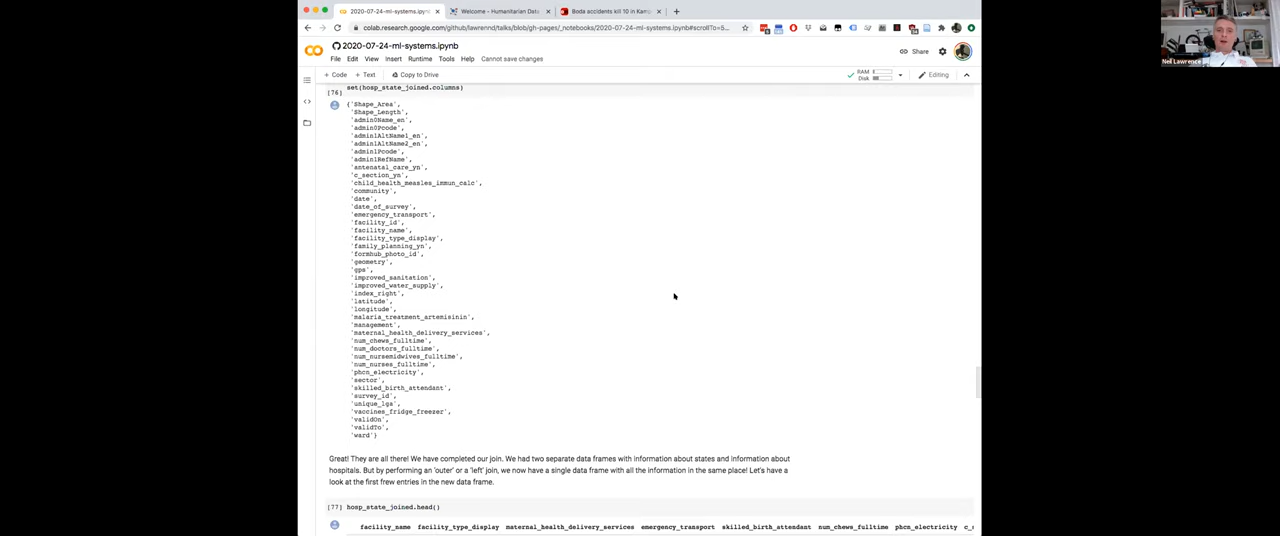 2020-07-24-ml-systems.ipynb
Welcome - Humanitarian Data
Boda accidents kill 10 in Kam
colab.research.google.com/github/lawrennd/talks/blob/gh-pages/_notebooks/2020-07-24-ml-systems.ipynb#scrollTo=5...
Neil Lawrence
2020-07-24-ml-systems.ipynb
File Edit View Insert Runtime Tools Help Cannot save changes
Share
+ Code + Text Copy to Drive
RAM
Disk
Editing
[76] set(hosp_state_joined.columns)
{'Shape_Area',
'Shape_Length',
'admin0Name_en',
'admin0Pcode',
'admin1AltName1_en',
'admin1AltName2_en',
'admin1Pcode',
'admin1RefName',
'antenatal_care_yn',
'c_section_yn',
'child_health_measles_immun_calc',
'community',
'date',
'date_of_survey',
'emergency_transport',
'facility_id',
'facility_name',
'facility_type_display',
'family_planning_yn',
'formhub_photo_id',
'geometry',
'gps',
'improved_sanitation',
'improved_water_supply',
'index_right',
'latitude',
'longitude',
'malaria_treatment_artemisinin',
'management',
'maternal_health_delivery_services',
'num_chews_fulltime',
'num_doctors_fulltime',
'num_nursemidwives_fulltime',
'num_nurses_fulltime',
'phcn_electricity',
'sector',
'skilled_birth_attendant',
'survey_id',
'unique_lga',
'vaccines_fridge_freezer',
'validOn',
'validTo',
'ward'}
Great! They are all there! We have completed our join. We had two separate data frames with information about states and information about
hospitals. But by performing an 'outer' or a 'left' join, we now have a single data frame with all the information in the same place! Let's have a
look at the first frew entries in the new data frame.
[77] hosp_state_joined.head()
facility_name facility_type_display maternal_health_delivery_services emergency_transport skilled_birth_attendant num_chews_fulltime phcn_electricity c_s